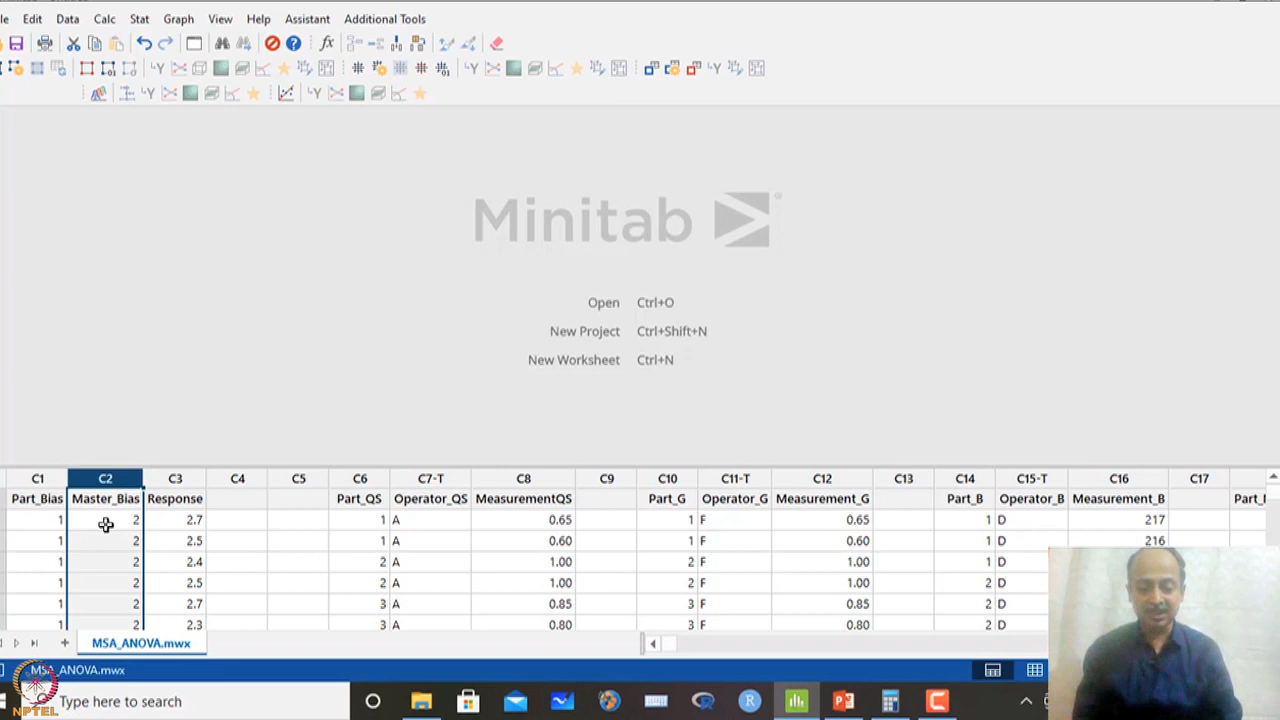 le Edit Data Calc Stat Graph View Help Assistant Additional Tools
Minitab
Open Ctrl+O
New Project Ctrl+Shift+N
New Worksheet Ctrl+N
C1 C2 C3 C4 C5 C6 C7-T C8 C9 C10 C11-T C12 C13 C14 C15-T C16 C17
Part_Bias Master_Bias Response Part_QS Operator_QS MeasurementQS Part_G Operator_G Measurement_G Part_B Operator_B Measurement_B Part_
1 2 2.7 1 A 0.65 1 F 0.65 1 D 217
1 2 2.5 1 A 0.60 1 F 0.60 1 D 216
1 2 2.4 2 A 1.00 2 F 1.00 1 D
1 2 2.5 2 A 1.00 2 F 1.00 2 D
1 2 2.7 3 A 0.85 3 F 0.85 2 D
1 2 2.3 3 A 0.80 3 F 0.80 2 D
MSA_ANOVA.mwx
MSA_ANOVA.mwx
Type here to search
NPTEL